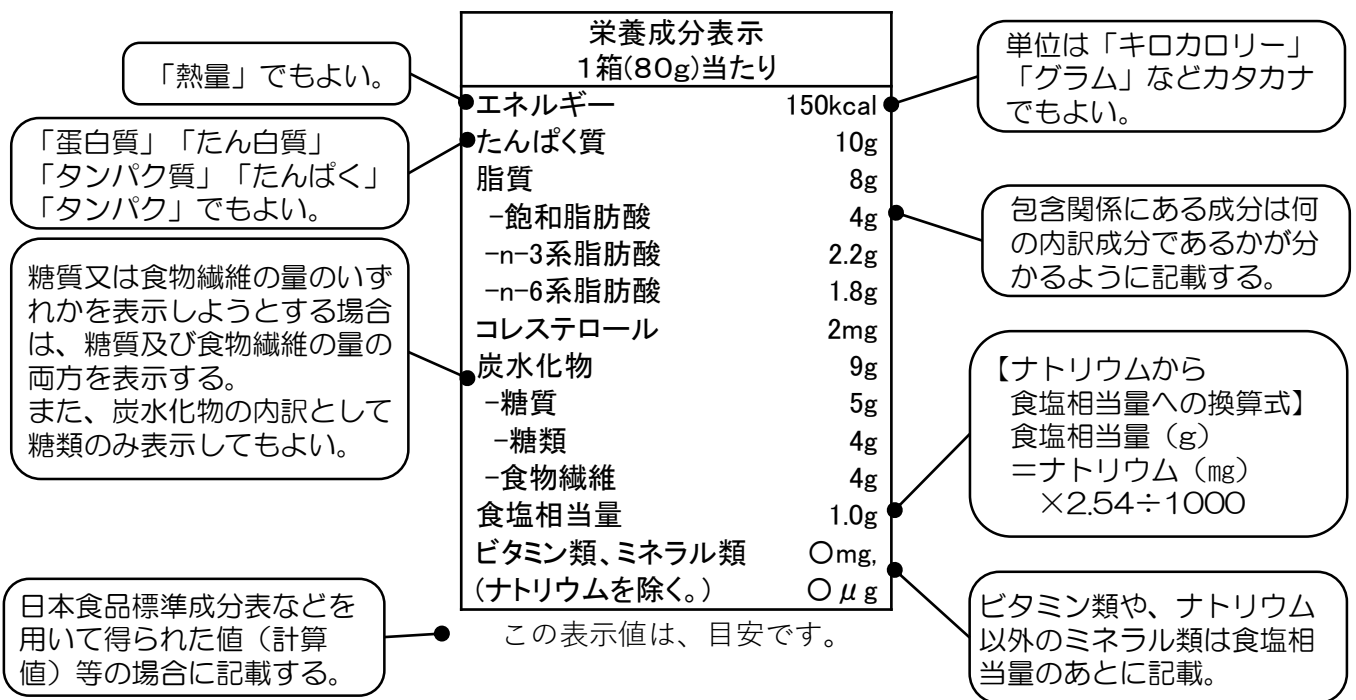 栄養成分表示
1箱(80g)当たり
エネルギー 150kcal
たんぱく質 10g
脂質 8g
-飽和脂肪酸 4g
-n-3系脂肪酸 2.2g
-n-6系脂肪酸 1.8g
コレステロール 2mg
炭水化物 9g
-糖質 5g
-糖類 4g
-食物繊維 4g
食塩相当量 1.0g
ビタミン類、ミネラル類 〇mg,
(ナトリウムを除く。) 〇μg
この表示値は、目安です。
「熱量」でもよい。
「蛋白質」「たん白質」
「タンパク質」「たんぱく」
「タンパク」でもよい。
糖質又は食物繊維の量のいず
れかを表示しようとする場合
は、糖質及び食物繊維の量の
両方を表示する。
また、炭水化物の内訳として
糖類のみ表示してもよい。
日本食品標準成分表などを
用いて得られた値（計算
値）等の場合に記載する。
単位は「キロカロリー」
「グラム」などカタカナ
でもよい。
包含関係にある成分は何
の内訳成分であるかが分
かるように記載する。
【ナトリウムから
食塩相当量への換算式】
食塩相当量（g）
＝ナトリウム（㎎）
×2.54÷1000
ビタミン類や、ナトリウム
以外のミネラル類は食塩相
当量のあとに記載。